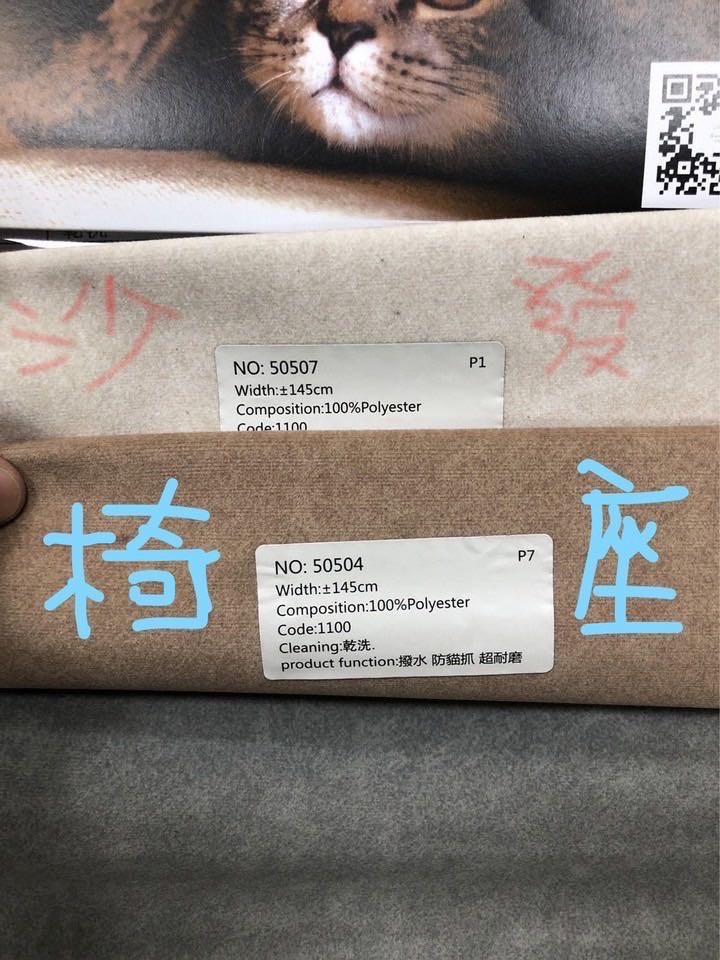 沙 發
NO: 50507 P1
Width:±145cm
Composition:100%Polyester
Code:1100
椅 座
NO: 50504 P7
Width:±145cm
Composition:100%Polyester
Code:1100
Cleaning:乾洗.
product function:撥水 防貓抓 超耐磨